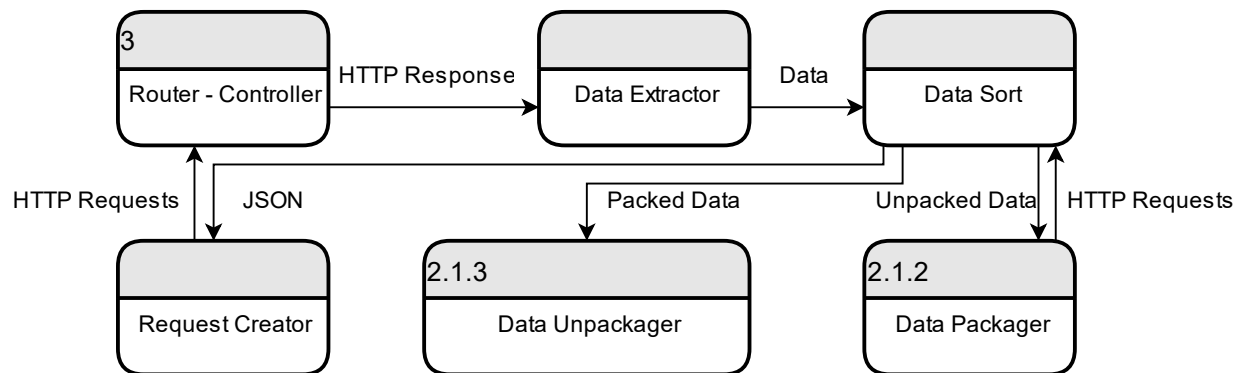 3
Router - Controller
HTTP Response
Data Extractor
Data
Data Sort
HTTP Requests
JSON
Packed Data
Unpacked Data
HTTP Requests
Request Creator
2.1.3
Data Unpackager
2.1.2
Data Packager